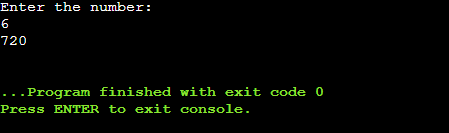 Enter the number:
6
720
...Program finished with exit code 0
Press ENTER to exit console.